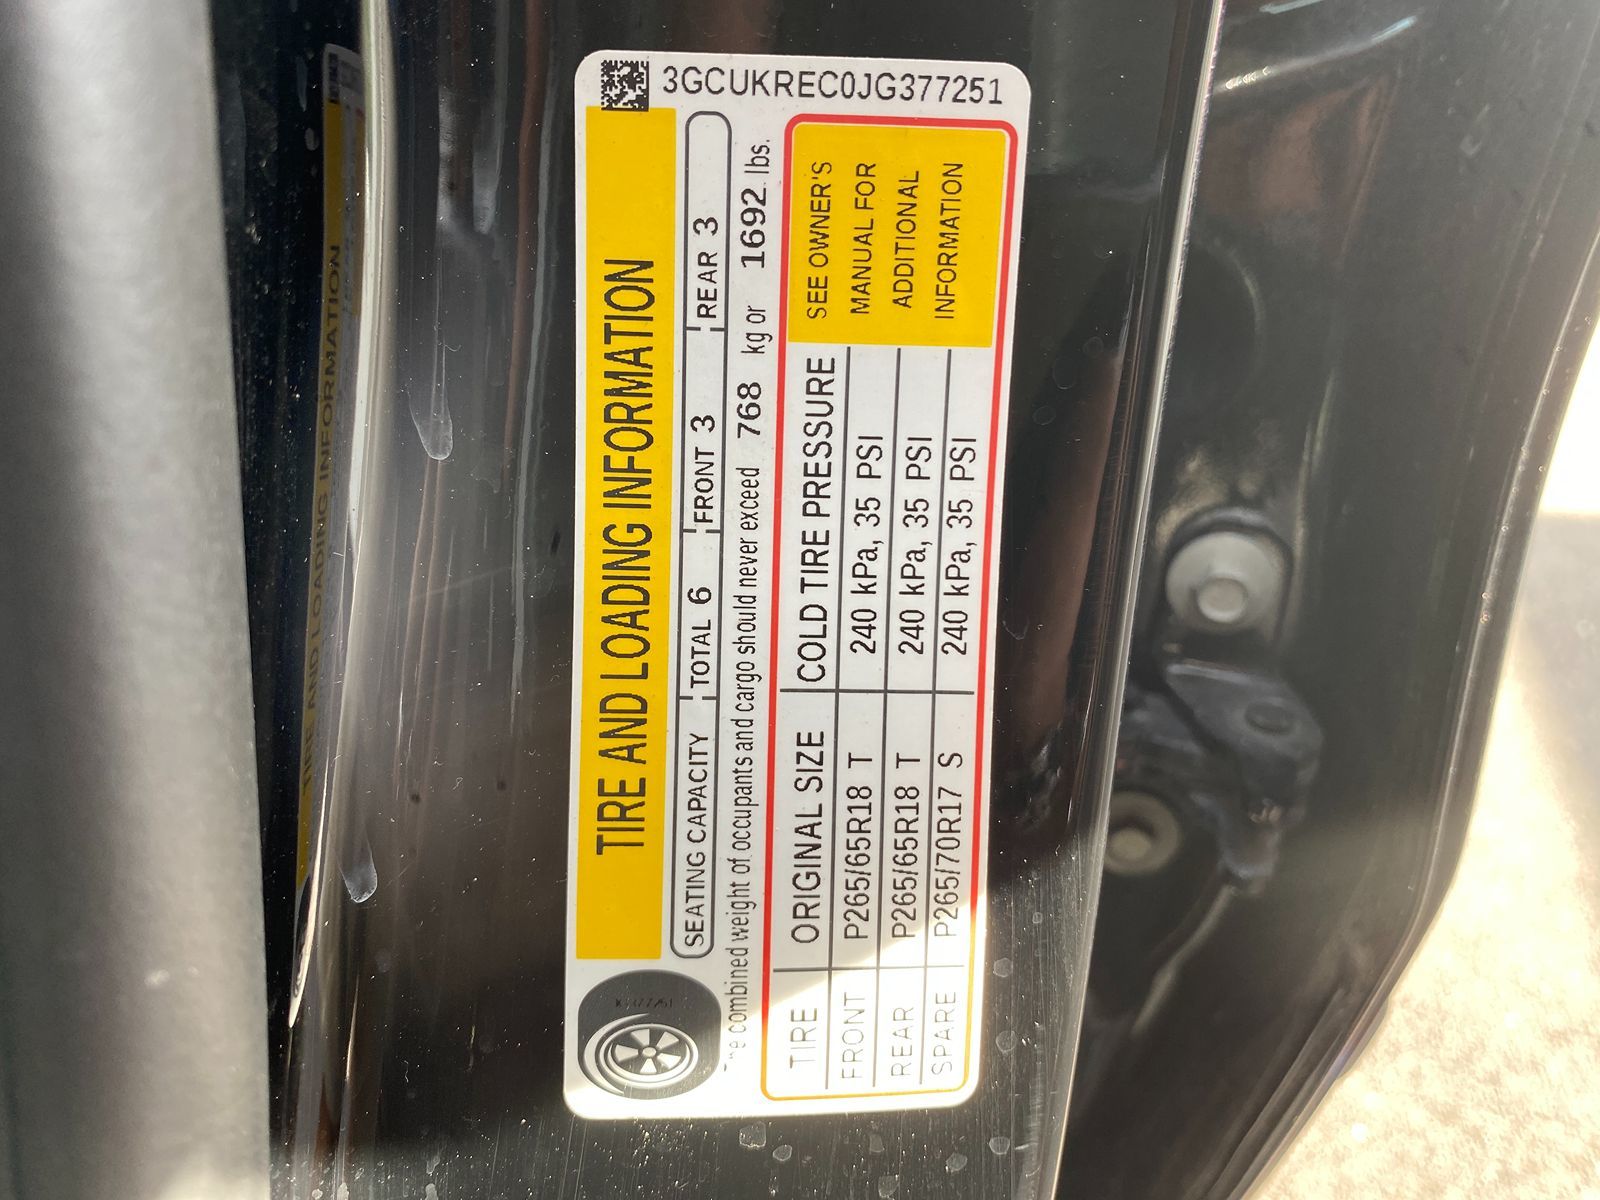 3GCUKREC0JG377251
TIRE AND LOADING INFORMATION
SEATING CAPACITY TOTAL 6 FRONT 3 REAR 3
combined weight of occupants and cargo should never exceed 768 kg or 1692 lbs.
TIRE ORIGINAL SIZE COLD TIRE PRESSURE
FRONT P265/65R18 T 240 kPa, 35 PSI
REAR P265/65R18 T 240 kPa, 35 PSI
SPARE P265/70R17 S 240 kPa, 35 PSI
SEE OWNER'S
MANUAL FOR
ADDITIONAL
INFORMATION
TIRE AND LOADING INFORMATION